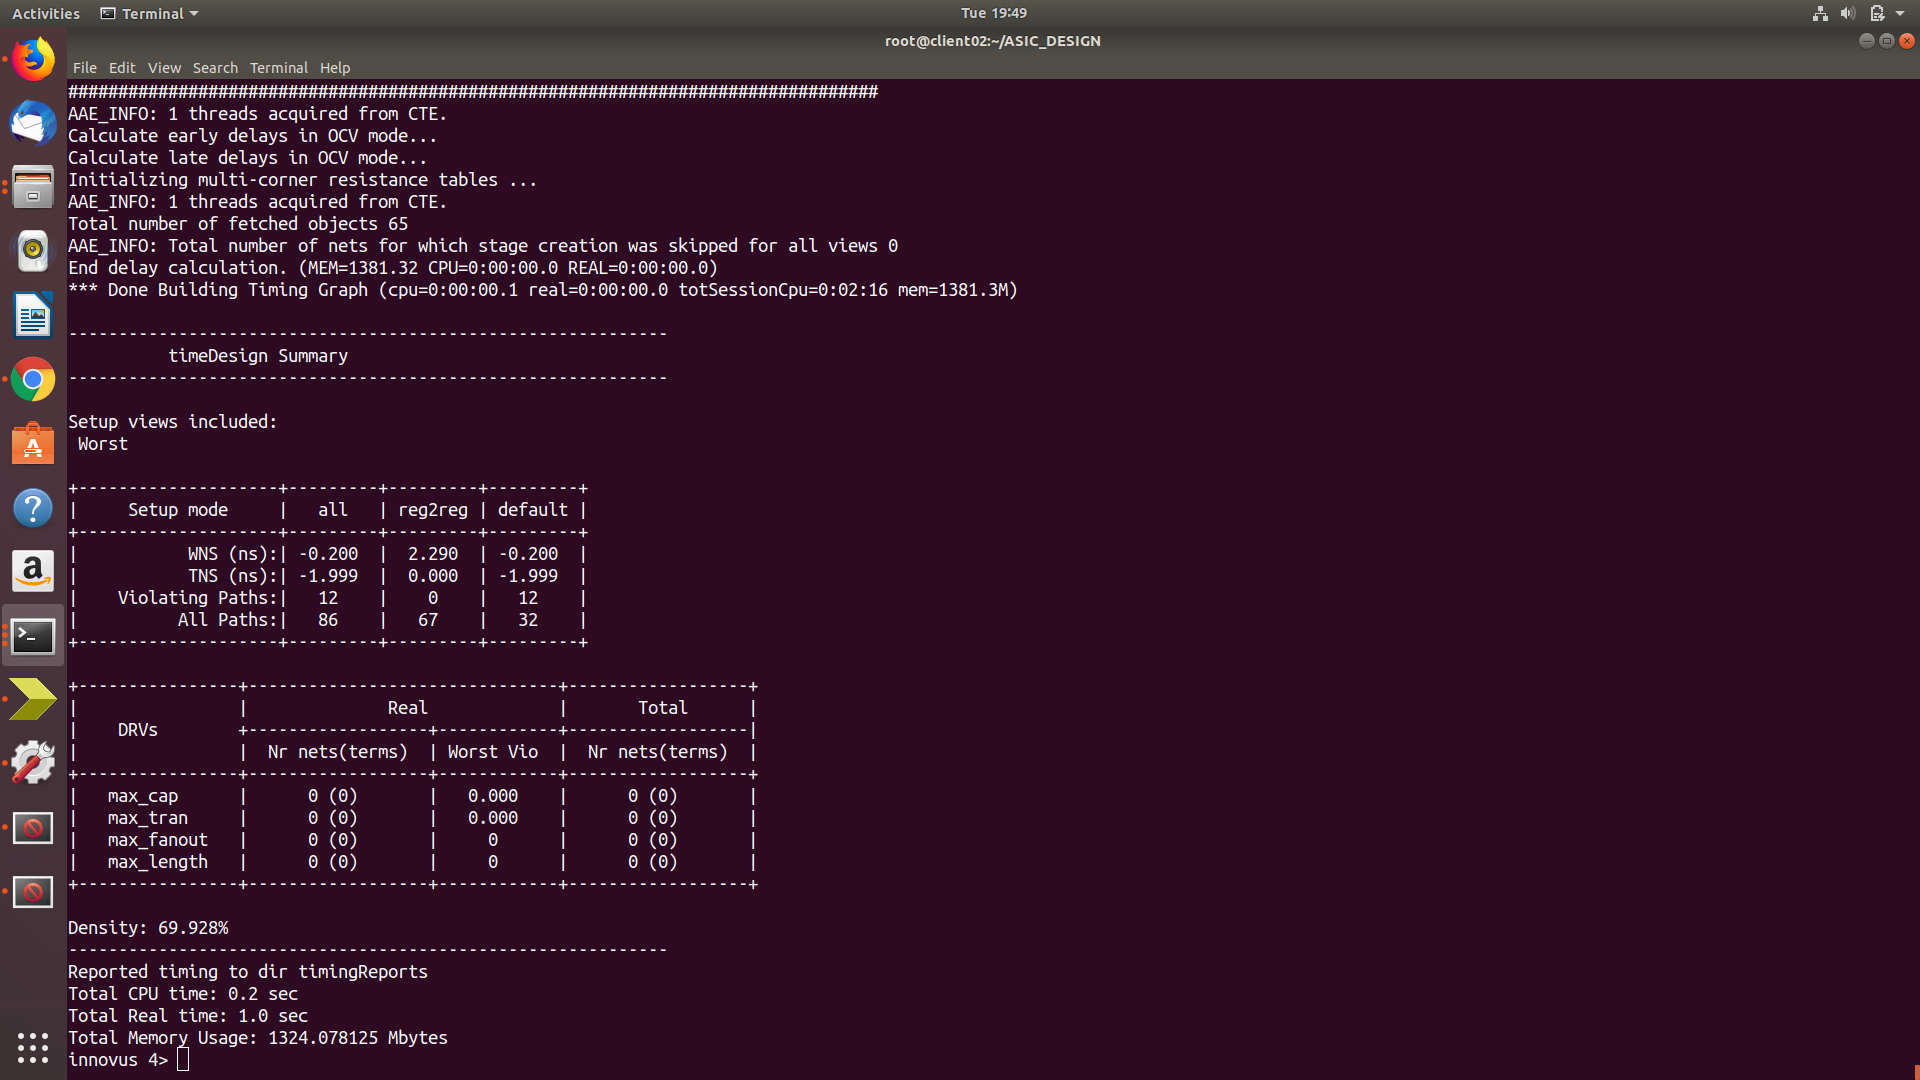 Activities Terminal Tue 19:49
root@client02:~/ASIC_DESIGN
File Edit View Search Terminal Help
#################################################################################
AAE_INFO: 1 threads acquired from CTE.
Calculate early delays in OCV mode...
Calculate late delays in OCV mode...
Initializing multi-corner resistance tables ...
AAE_INFO: 1 threads acquired from CTE.
Total number of fetched objects 65
AAE_INFO: Total number of nets for which stage creation was skipped for all views 0
End delay calculation. (MEM=1381.32 CPU=0:00:00.0 REAL=0:00:00.0)
*** Done Building Timing Graph (cpu=0:00:00.1 real=0:00:00.0 totSessionCpu=0:02:16 mem=1381.3M)
------------------------------------------------------------
          timeDesign Summary
------------------------------------------------------------
Setup views included:
 Worst
+--------------------+---------+---------+---------+
|     Setup mode     |   all   | reg2reg | default |
+--------------------+---------+---------+---------+
|           WNS (ns):| -0.200  |  2.290  | -0.200  |
|           TNS (ns):| -1.999  |  0.000  | -1.999  |
|    Violating Paths:|   12    |    0    |   12    |
|          All Paths:|   86    |   67    |   32    |
+--------------------+---------+---------+---------+
+----------------+-------------------------------+------------------+
|                |              Real             |       Total      |
|    DRVs        +------------------+------------+------------------|
|                |  Nr nets(terms)  | Worst Vio  |  Nr nets(terms)  |
+----------------+------------------+------------+------------------+
|   max_cap      |      0 (0)       |   0.000    |      0 (0)       |
|   max_tran     |      0 (0)       |   0.000    |      0 (0)       |
|   max_fanout   |      0 (0)       |     0      |      0 (0)       |
|   max_length   |      0 (0)       |     0      |      0 (0)       |
+----------------+------------------+------------+------------------+
Density: 69.928%
------------------------------------------------------------
Reported timing to dir timingReports
Total CPU time: 0.2 sec
Total Real time: 1.0 sec
Total Memory Usage: 1324.078125 Mbytes
innovus 4>